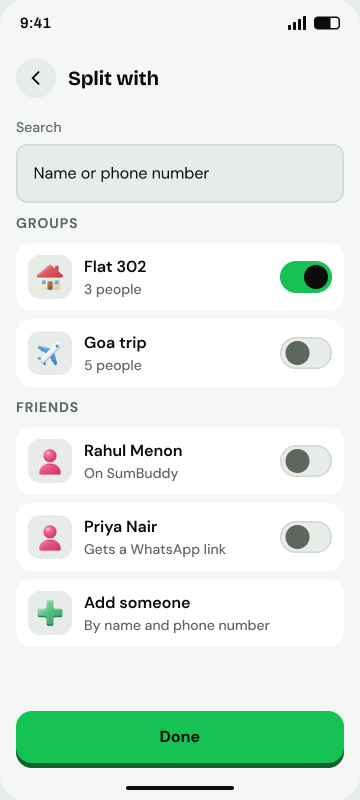 9:41
Split with
Search
Name or phone number
GROUPS
Flat 302
3 people
Goa trip
5 people
FRIENDS
Rahul Menon
On SumBuddy
Priya Nair
Gets a WhatsApp link
Add someone
By name and phone number
Done